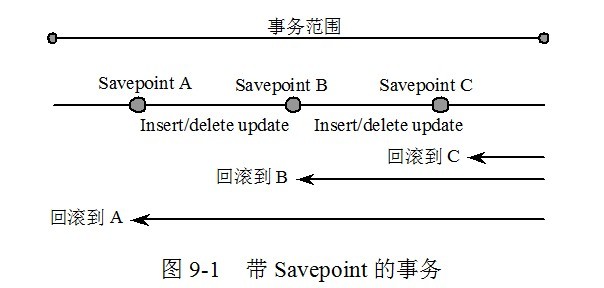 事务范围
Savepoint A Savepoint B Savepoint C
Insert/delete update Insert/delete update
回滚到 C
回滚到 B
回滚到 A
图 9-1 带 Savepoint 的事务